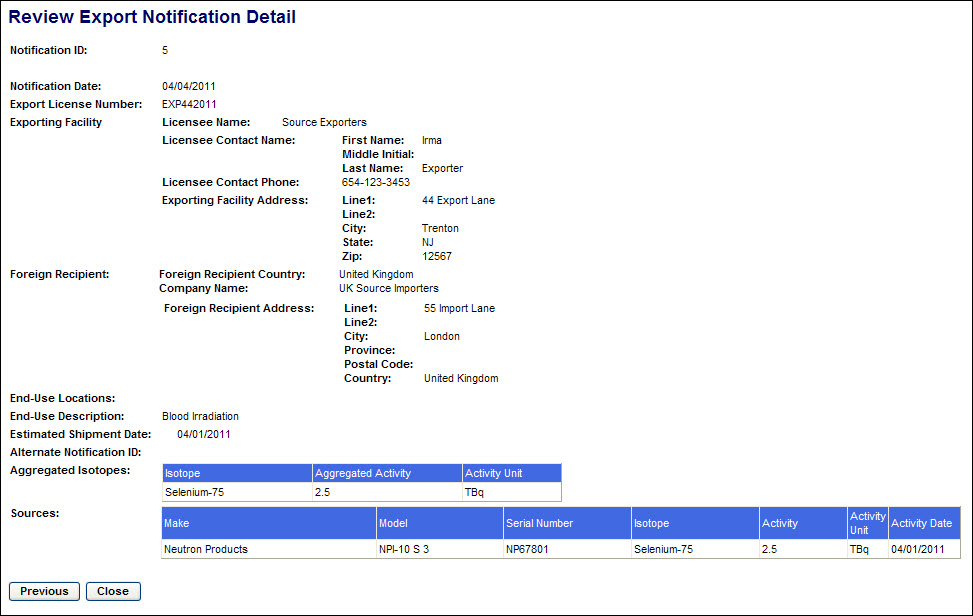 Review Export Notification Detail
Notification ID: 5
Notification Date: 04/04/2011
Export License Number: EXP442011
Exporting Facility Licensee Name: Source Exporters
Licensee Contact Name: First Name: Irma
Middle Initial:
Last Name: Exporter
Licensee Contact Phone: 654-123-3453
Exporting Facility Address: Line1: 44 Export Lane
Line2:
City: Trenton
State: NJ
Zip: 12567
Foreign Recipient: Foreign Recipient Country: United Kingdom
Company Name: UK Source Importers
Foreign Recipient Address: Line1: 55 Import Lane
Line2:
City: London
Province:
Postal Code:
Country: United Kingdom
End-Use Locations:
End-Use Description: Blood Irradiation
Estimated Shipment Date: 04/01/2011
Alternate Notification ID:
Aggregated Isotopes: Isotope Aggregated Activity Activity Unit
Selenium-75 2.5 TBq
Sources: Make Model Serial Number Isotope Activity Activity Unit Activity Date
Neutron Products NPI-10 S 3 NP67801 Selenium-75 2.5 TBq 04/01/2011
Previous Close